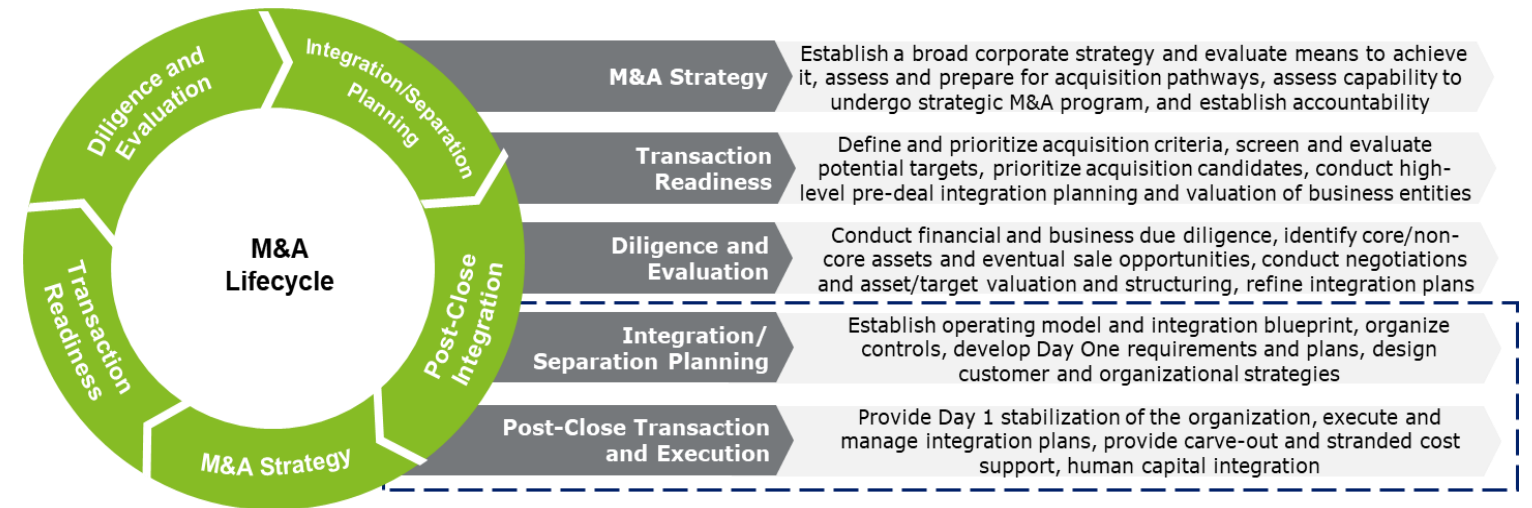 Diligence and
Evaluation
Integration/Separation
Planning
Post-Close
Integration
M&A Strategy
Transaction
Readiness
M&A
Lifecycle
M&A Strategy
Establish a broad corporate strategy and evaluate means to achieve
it, assess and prepare for acquisition pathways, assess capability to
undergo strategic M&A program, and establish accountability
Transaction
Readiness
Define and prioritize acquisition criteria, screen and evaluate
potential targets, prioritize acquisition candidates, conduct high-
level pre-deal integration planning and valuation of business entities
Diligence and
Evaluation
Conduct financial and business due diligence, identify core/non-
core assets and eventual sale opportunities, conduct negotiations
and asset/target valuation and structuring, refine integration plans
Integration/
Separation Planning
Establish operating model and integration blueprint, organize
controls, develop Day One requirements and plans, design
customer and organizational strategies
Post-Close Transaction
and Execution
Provide Day 1 stabilization of the organization, execute and
manage integration plans, provide carve-out and stranded cost
support, human capital integration